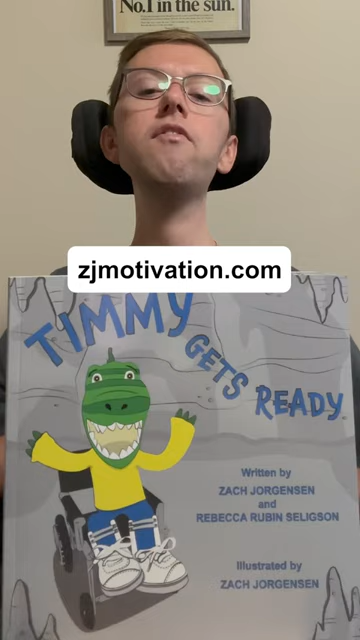 No.1 in the sun.
zjmotivation.com
TIMMY
GETS READY
Written by
ZACH JORGENSEN
and
REBECCA RUBIN SELIGSON
Illustrated by
ZACH JORGENSEN